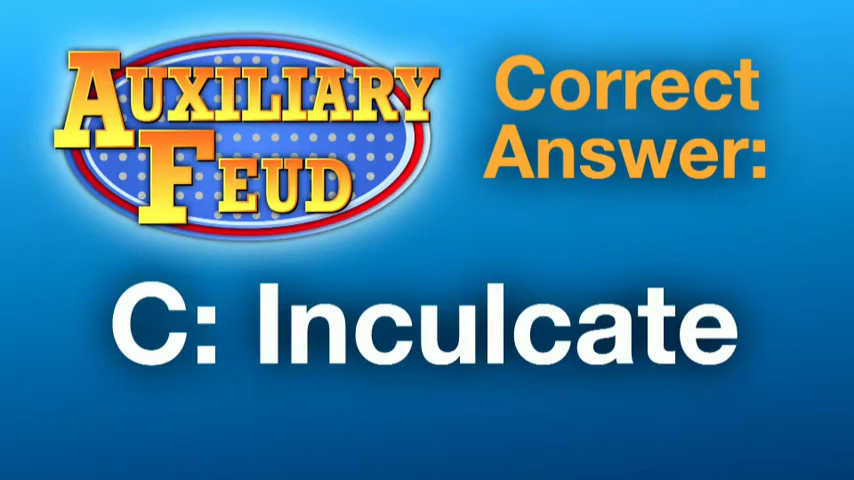 AUXILIARY
FEUD
Correct
Answer:
C: Inculcate